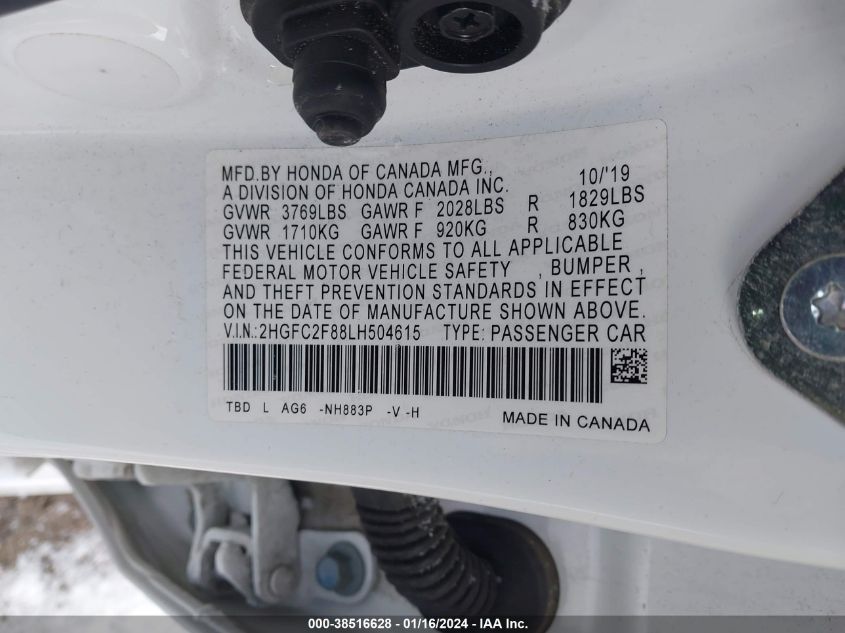 MFD.BY HONDA OF CANADA MFG., 10/'19
A DIVISION OF HONDA CANADA INC.
GVWR 3769LBS GAWR F 2028LBS R 1829LBS
GVWR 1710KG GAWR F 920KG R 830KG
THIS VEHICLE CONFORMS TO ALL APPLICABLE
FEDERAL MOTOR VEHICLE SAFETY , BUMPER ,
AND THEFT PREVENTION STANDARDS IN EFFECT
ON THE DATE OF MANUFACTURE SHOWN ABOVE.
V.I.N.:2HGFC2F88LH504615 TYPE: PASSENGER CAR
TBD L AG6 -NH883P -V -H
MADE IN CANADA
000-38516628 - 01/16/2024 - IAA Inc.